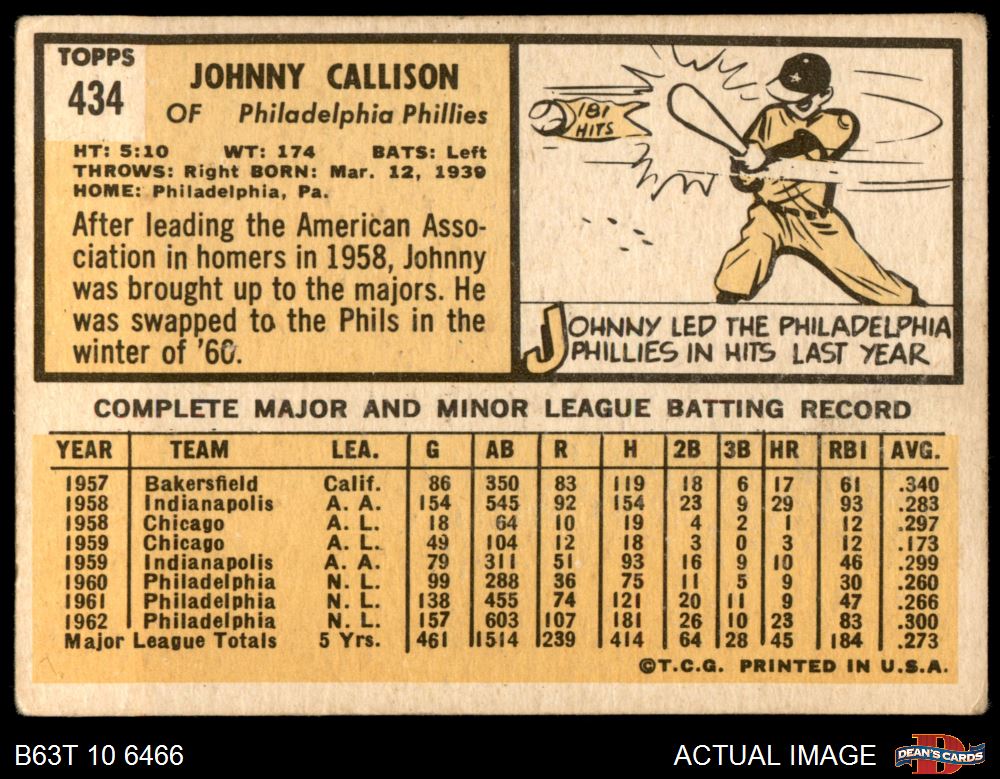 TOPPS
434
JOHNNY CALLISON
OF Philadelphia Phillies
HT: 5:10 WT: 174 BATS: Left
THROWS: Right BORN: Mar. 12, 1939
HOME: Philadelphia, Pa.
After leading the American Asso-
ciation in homers in 1958, Johnny
was brought up to the majors. He
was swapped to the Phils in the
winter of '60.
181
HITS
JOHNNY LED THE PHILADELPHIA
PHILLIES IN HITS LAST YEAR
COMPLETE MAJOR AND MINOR LEAGUE BATTING RECORD
YEAR TEAM LEA. G AB R H 2B 3B HR RBI AVG.
1957 Bakersfield Calif. 86 350 83 119 18 6 17 61 .340
1958 Indianapolis A. A. 154 545 92 154 23 9 29 93 .283
1958 Chicago A. L. 18 64 10 19 4 2 1 12 .297
1959 Chicago A. L. 49 104 12 18 3 0 3 12 .173
1959 Indianapolis A. A. 79 311 51 93 16 9 10 46 .299
1960 Philadelphia N. L. 99 288 36 75 11 5 9 30 .260
1961 Philadelphia N. L. 138 455 74 121 20 11 9 47 .266
1962 Philadelphia N. L. 157 603 107 181 26 10 23 83 .300
Major League Totals 5 Yrs. 461 1514 239 414 64 28 45 184 .273
©T.C.G. PRINTED IN U.S.A.
B63T 10 6466 ACTUAL IMAGE
DEAN'S CARDS